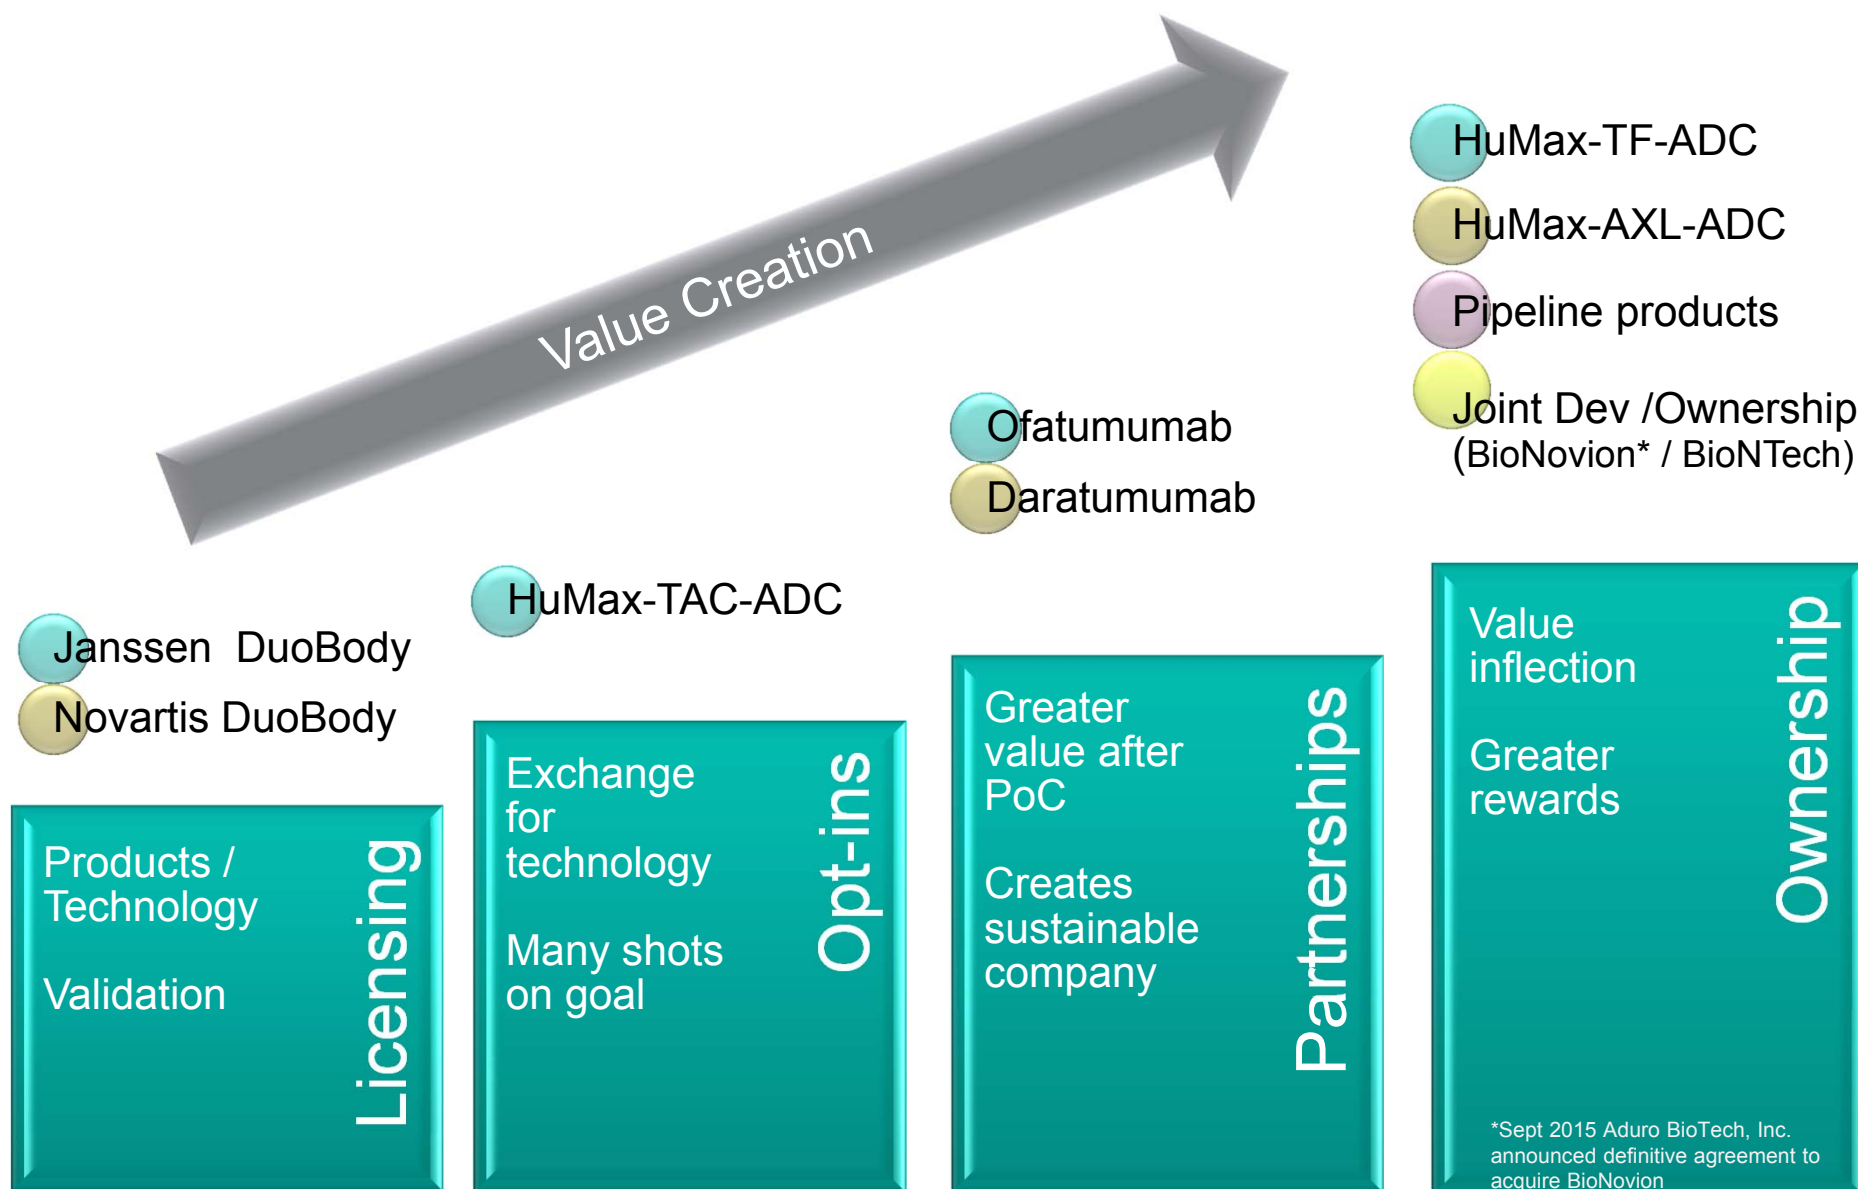 Value Creation
HuMax-TF-ADC
HuMax-AXL-ADC
Pipeline products
Joint Dev /Ownership
(BioNovion* / BioNTech)
Ofatumumab
Daratumumab
HuMax-TAC-ADC
Janssen DuoBody
Novartis DuoBody
Products /
Technology
Validation
Licensing
Exchange
for
technology
Many shots
on goal
Opt-ins
Greater
value after
PoC
Creates
sustainable
company
Partnerships
Value
inflection
Greater
rewards
Ownership
*Sept 2015 Aduro BioTech, Inc.
announced definitive agreement to
acquire BioNovion